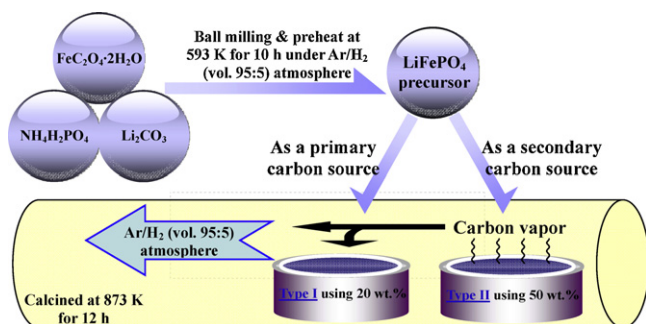 FeC₂O₄·2H₂O
NH₄H₂PO₄
Li₂CO₃
Ball milling & preheat at
593 K for 10 h under Ar/H₂
(vol. 95:5) atmosphere
LiFePO₄
precursor
As a primary
carbon source
As a secondary
carbon source
Ar/H₂ (vol. 95:5)
atmosphere
Carbon vapor
Calcined at 873 K
for 12 h
Type I using 20 wt.%
Type II using 50 wt.%